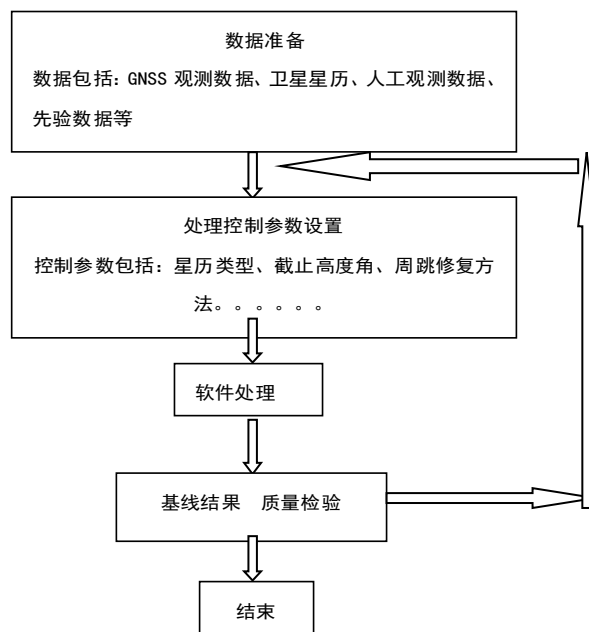 数据准备
数据包括：GNSS 观测数据、卫星星历、人工观测数据、
先验数据等
处理控制参数设置
控制参数包括：星历类型、截止高度角、周跳修复方
法。。。。。。
软件处理
基线结果 质量检验
结束